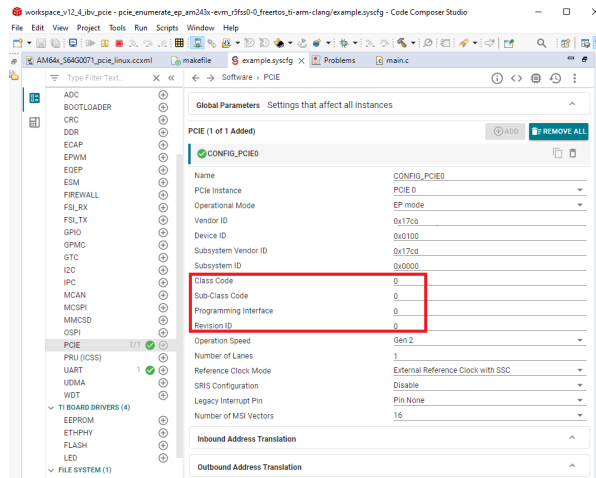 workspace_v12_4_ibv_pcie - pcie_enumerate_ep_am243x-evm_r5fss0-0_freertos_ti-arm-clang/example.syscfg - Code Composer Studio
File Edit View Project Tools Run Scripts Window Help
AM64x_S64G0071_pcie_linux.ccxml makefile example.syscfg Problems main.c
Type Filter Text...
Software › PCIE
ADC
BOOTLOADER
CRC
DDR
ECAP
EPWM
EQEP
ESM
FIREWALL
FSI_RX
FSI_TX
GPIO
GPMC
GTC
I2C
IPC
MCAN
MCSPI
MMCSD
OSPI
PCIE 1/1
PRU (ICSS)
UART 1
UDMA
WDT
TI BOARD DRIVERS (4)
EEPROM
ETHPHY
FLASH
LED
FILE SYSTEM (1)
Global Parameters Settings that affect all instances
PCIE (1 of 1 Added) ADD REMOVE ALL
CONFIG_PCIE0
Name CONFIG_PCIE0
PCIe Instance PCIE 0
Operational Mode EP mode
Vendor ID 0x17cd
Device ID 0x0100
Subsystem Vendor ID 0x17cd
Subsystem ID 0x0000
Class Code 0
Sub-Class Code 0
Programming Interface 0
Revision ID 0
Operation Speed Gen 2
Number of Lanes 1
Reference Clock Mode External Reference Clock with SSC
SRIS Configuration Disable
Legacy Interrupt Pin Pin None
Number of MSI Vectors 16
Inbound Address Translation
Outbound Address Translation